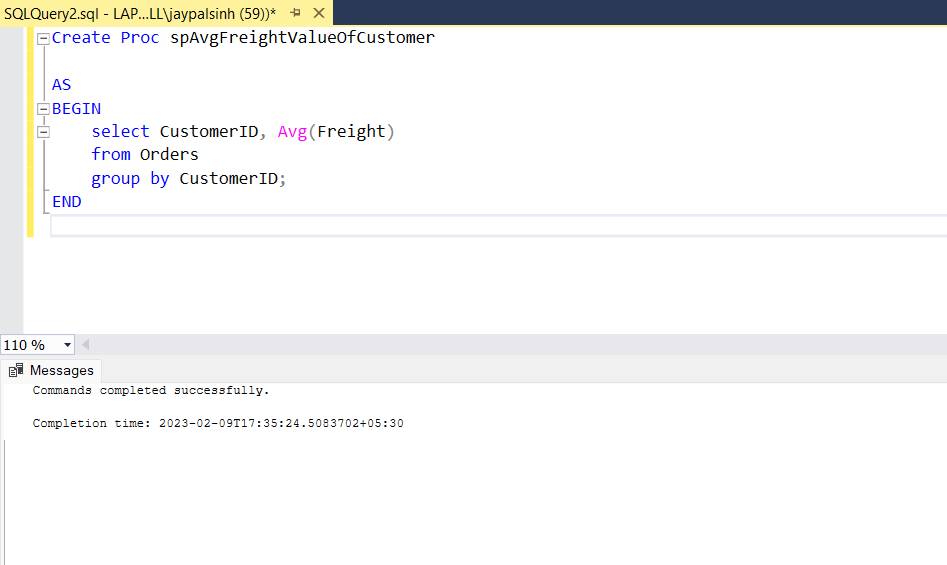 SQLQuery2.sql - LAP...LL\jaypalsinh (59))*
Create Proc spAvgFreightValueOfCustomer
AS
BEGIN
select CustomerID, Avg(Freight)
from Orders
group by CustomerID;
END
110 %
Messages
Commands completed successfully.
Completion time: 2023-02-09T17:35:24.5083702+05:30